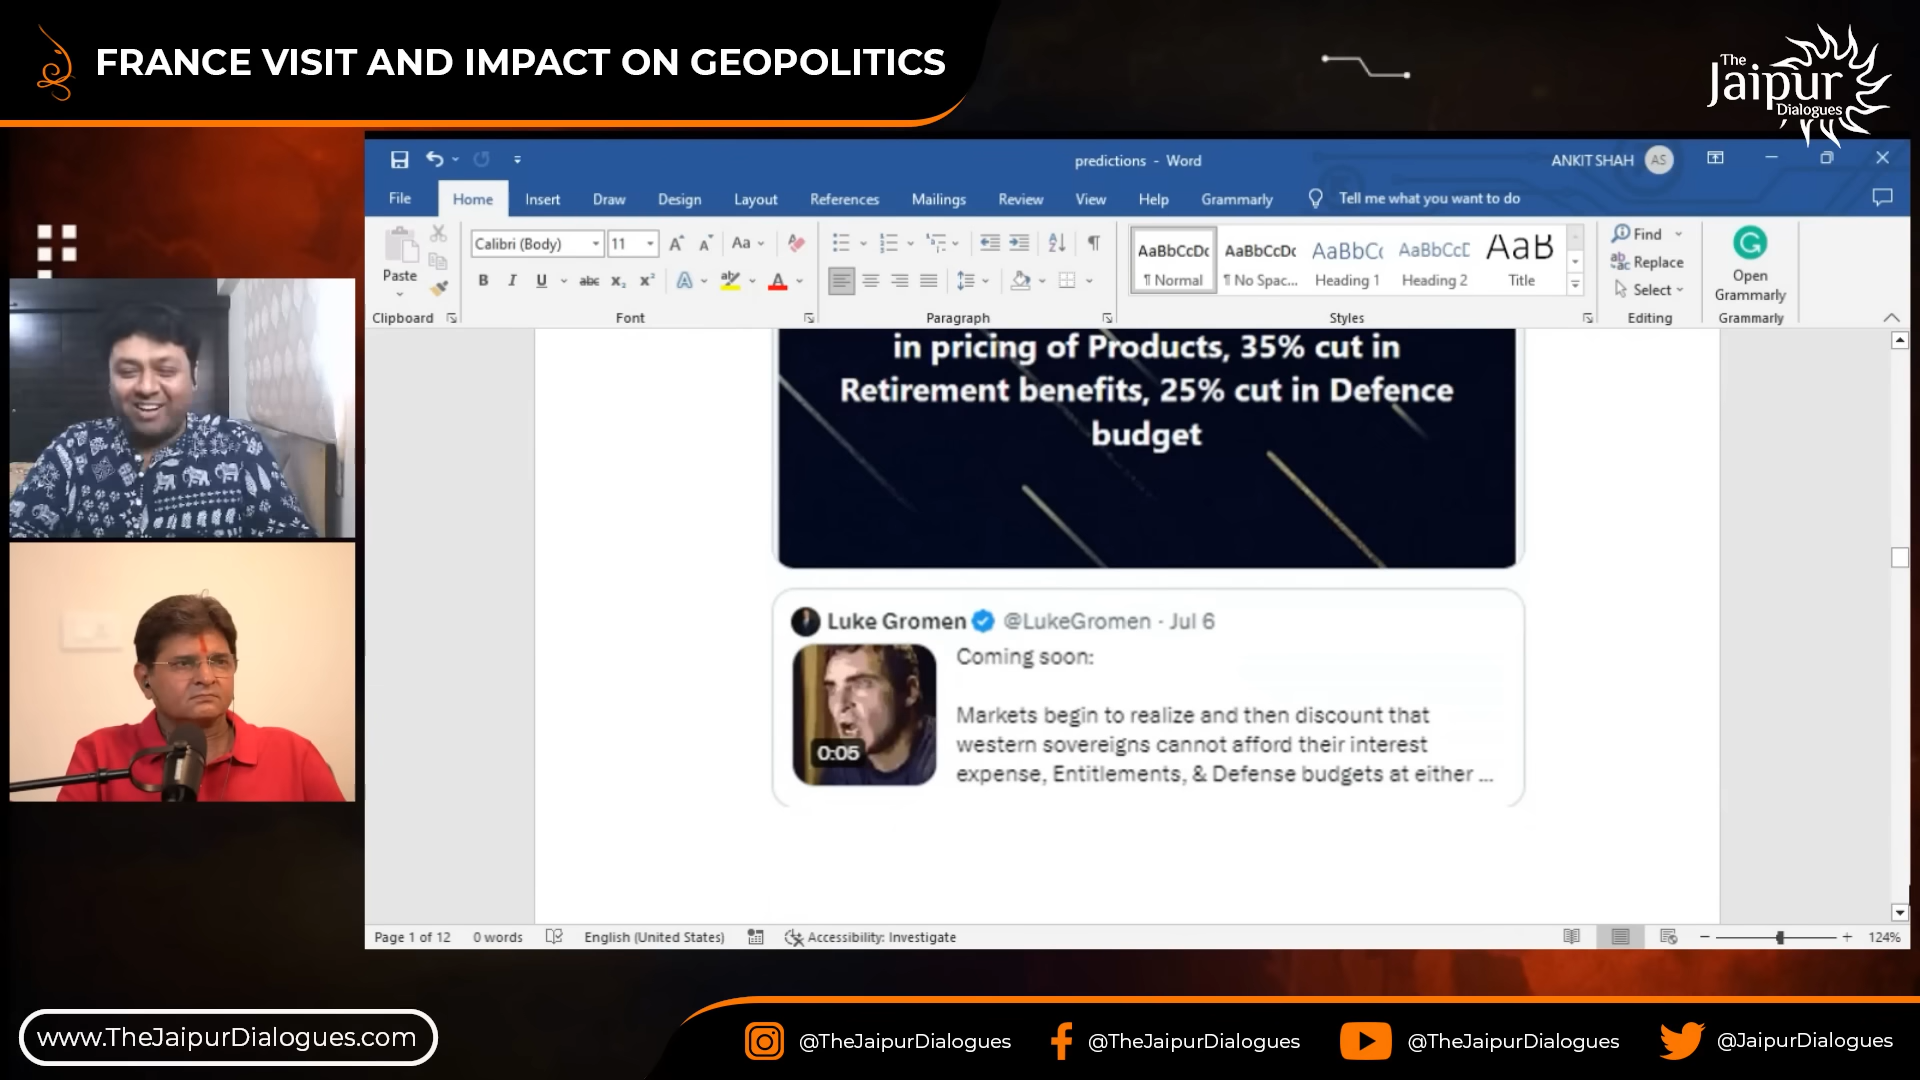 FRANCE VISIT AND IMPACT ON GEOPOLITICS
The
Jaipur
Dialogues
predictions - Word
ANKIT SHAH
AS
File
Home
Insert
Draw
Design
Layout
References
Mailings
Review
View
Help
Grammarly
Tell me what you want to do
Paste
Clipboard
Calibri (Body)
11
Font
Paragraph
AaBbCcDc
¶ Normal
AaBbCcDc
¶ No Spac...
AaBbCc
Heading 1
AaBbCcD
Heading 2
AaB
Title
Styles
Find
Replace
Select
Editing
Open
Grammarly
Grammarly
in pricing of Products, 35% cut in
Retirement benefits, 25% cut in Defence
budget
Luke Gromen @LukeGromen · Jul 6
Coming soon:
Markets begin to realize and then discount that
western sovereigns cannot afford their interest
expense, Entitlements, & Defense budgets at either ...
0:05
Page 1 of 12
0 words
English (United States)
Accessibility: Investigate
124%
www.TheJaipurDialogues.com
@TheJaipurDialogues
@TheJaipurDialogues
@TheJaipurDialogues
@JaipurDialogues